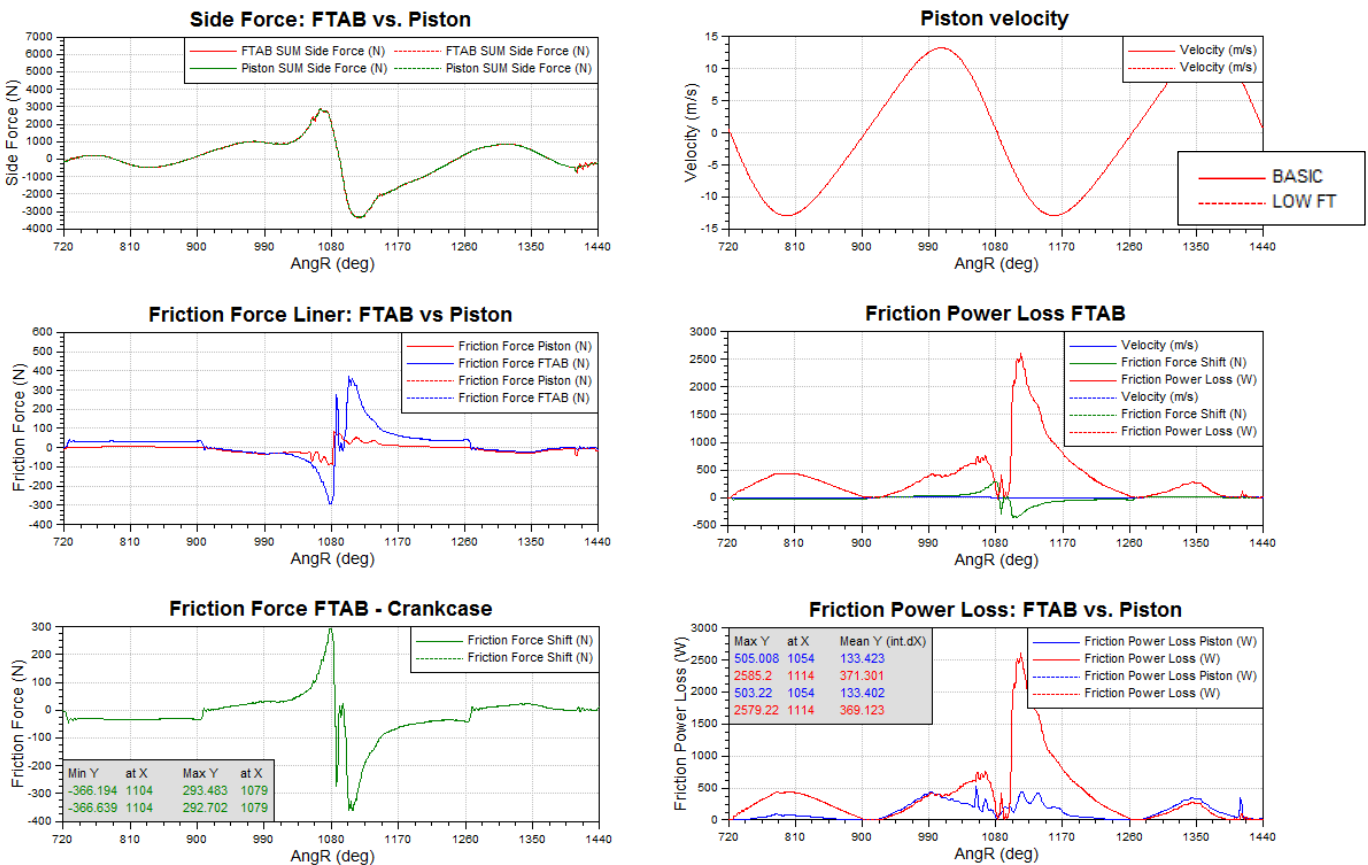 Side Force: FTAB vs. Piston
Side Force (N)
7000
6000
5000
4000
3000
2000
1000
0
-1000
-2000
-3000
-4000
FTAB SUM Side Force (N) FTAB SUM Side Force (N)
Piston SUM Side Force (N) Piston SUM Side Force (N)
720 810 900 990 1080 1170 1260 1350 1440
AngR (deg)
Piston velocity
Velocity (m/s)
15
10
5
0
-5
-10
-15
Velocity (m/s)
Velocity (m/s)
BASIC
LOW FT
720 810 900 990 1080 1170 1260 1350 1440
AngR (deg)
Friction Force Liner: FTAB vs Piston
Friction Force (N)
600
500
400
300
200
100
0
-100
-200
-300
-400
Friction Force Piston (N)
Friction Force FTAB (N)
Friction Force Piston (N)
Friction Force FTAB (N)
720 810 900 990 1080 1170 1260 1350 1440
AngR (deg)
Friction Power Loss FTAB
3000
2500
2000
1500
1000
500
0
-500
Velocity (m/s)
Friction Force Shift (N)
Friction Power Loss (W)
Velocity (m/s)
Friction Force Shift (N)
Friction Power Loss (W)
720 810 900 990 1080 1170 1260 1350 1440
AngR (deg)
Friction Force FTAB - Crankcase
Friction Force (N)
300
200
100
0
-100
-200
-300
-400
Friction Force Shift (N)
Friction Force Shift (N)
Min Y at X Max Y at X
-366.194 1104 293.483 1079
-366.639 1104 292.702 1079
720 810 900 990 1080 1170 1260 1350 1440
AngR (deg)
Friction Power Loss: FTAB vs. Piston
Friction Power Loss (W)
3000
2500
2000
1500
1000
500
0
Max Y at X Mean Y (int.dX)
505.008 1054 133.423
2585.2 1114 371.301
503.22 1054 133.402
2579.22 1114 369.123
Friction Power Loss Piston (W)
Friction Power Loss (W)
Friction Power Loss Piston (W)
Friction Power Loss (W)
720 810 900 990 1080 1170 1260 1350 1440
AngR (deg)